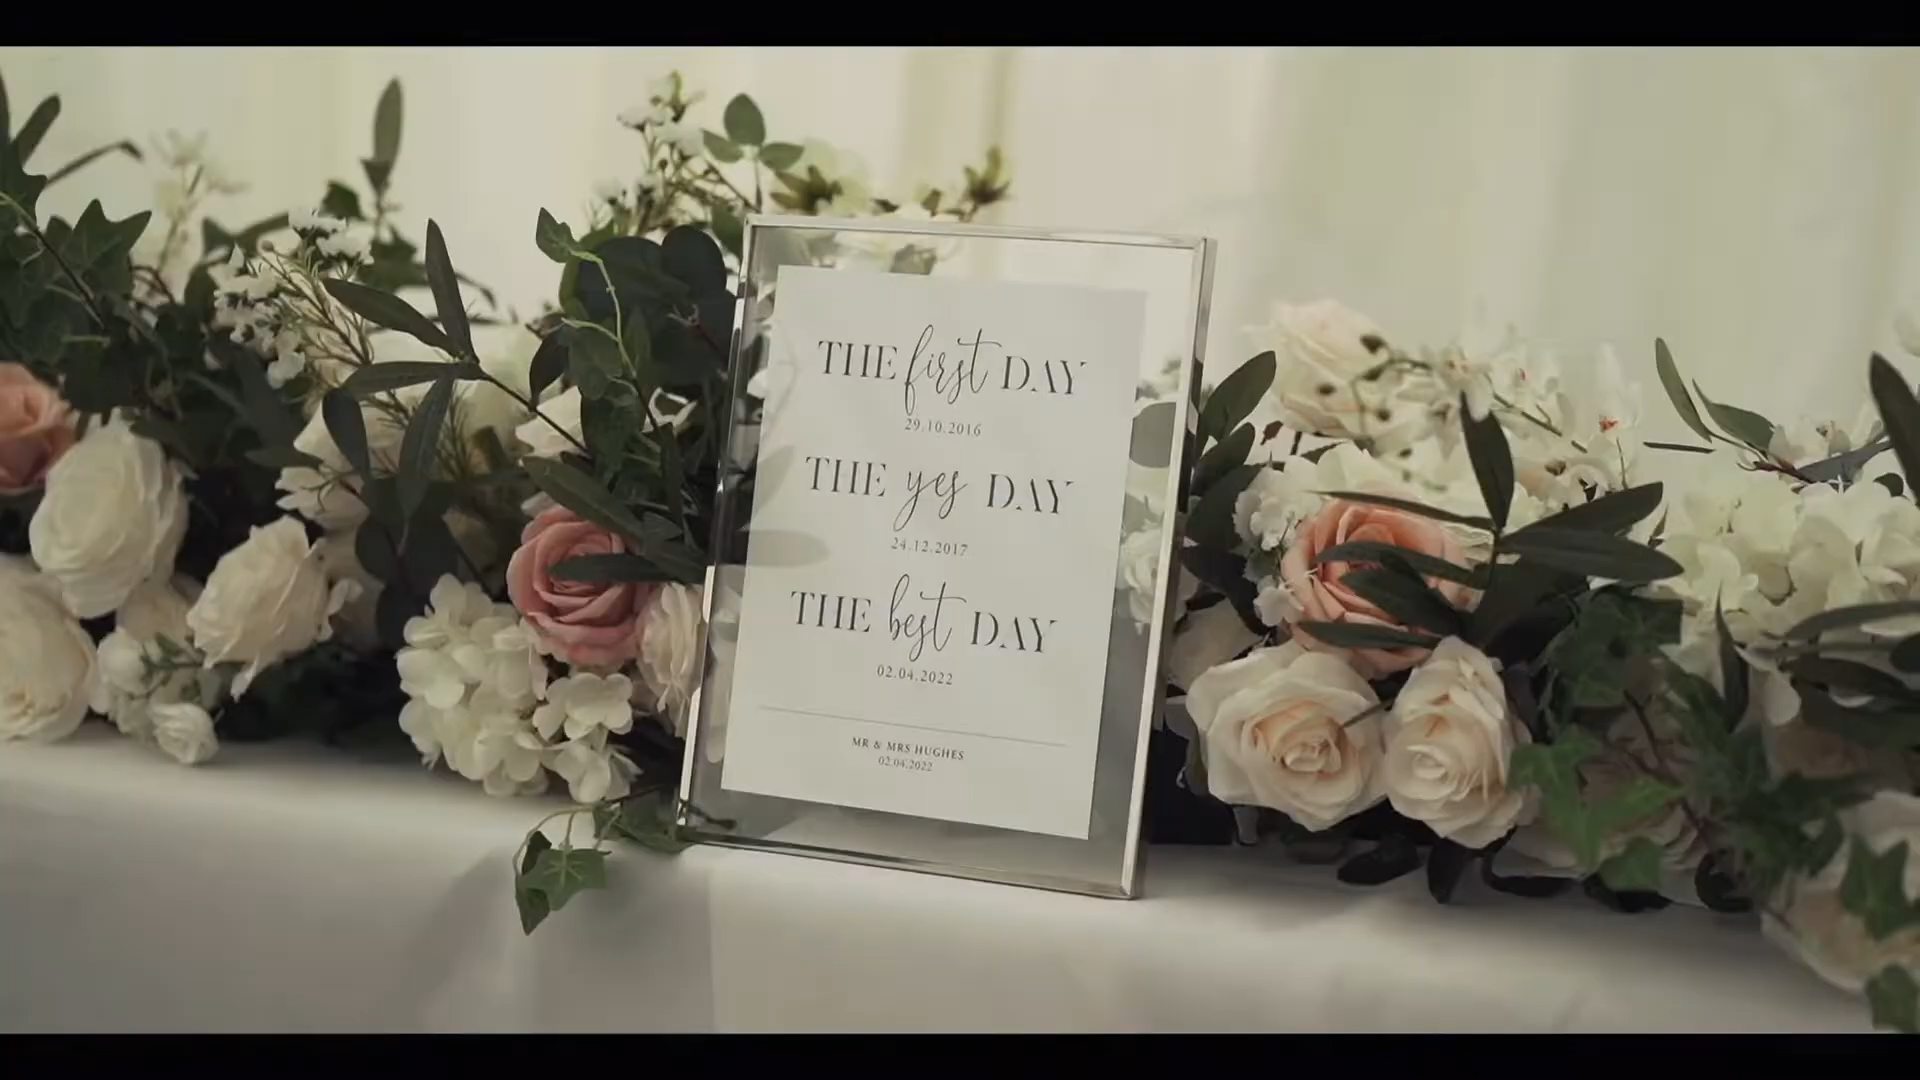 THE first DAY
29.10.2016
THE yes DAY
24.12.2017
THE best DAY
02.04.2022
MR & MRS HUGHES
02.04.2022